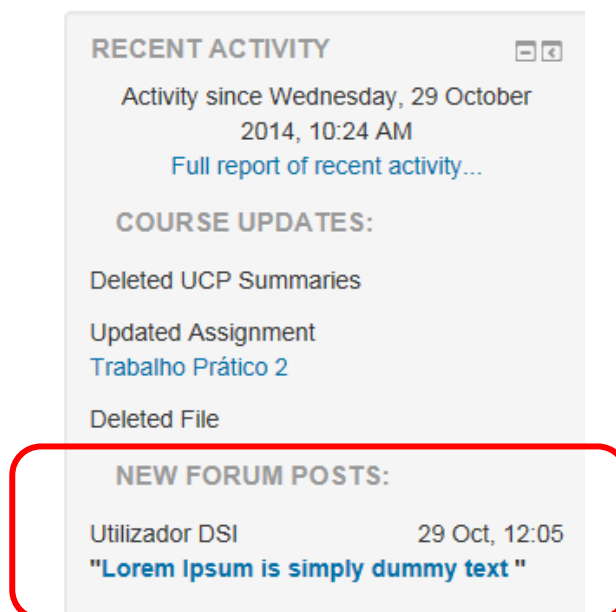 RECENT ACTIVITY
Activity since Wednesday, 29 October
2014, 10:24 AM
Full report of recent activity...
COURSE UPDATES:
Deleted UCP Summaries
Updated Assignment
Trabalho Prático 2
Deleted File
NEW FORUM POSTS:
Utilizador DSI 29 Oct, 12:05
"Lorem Ipsum is simply dummy text "